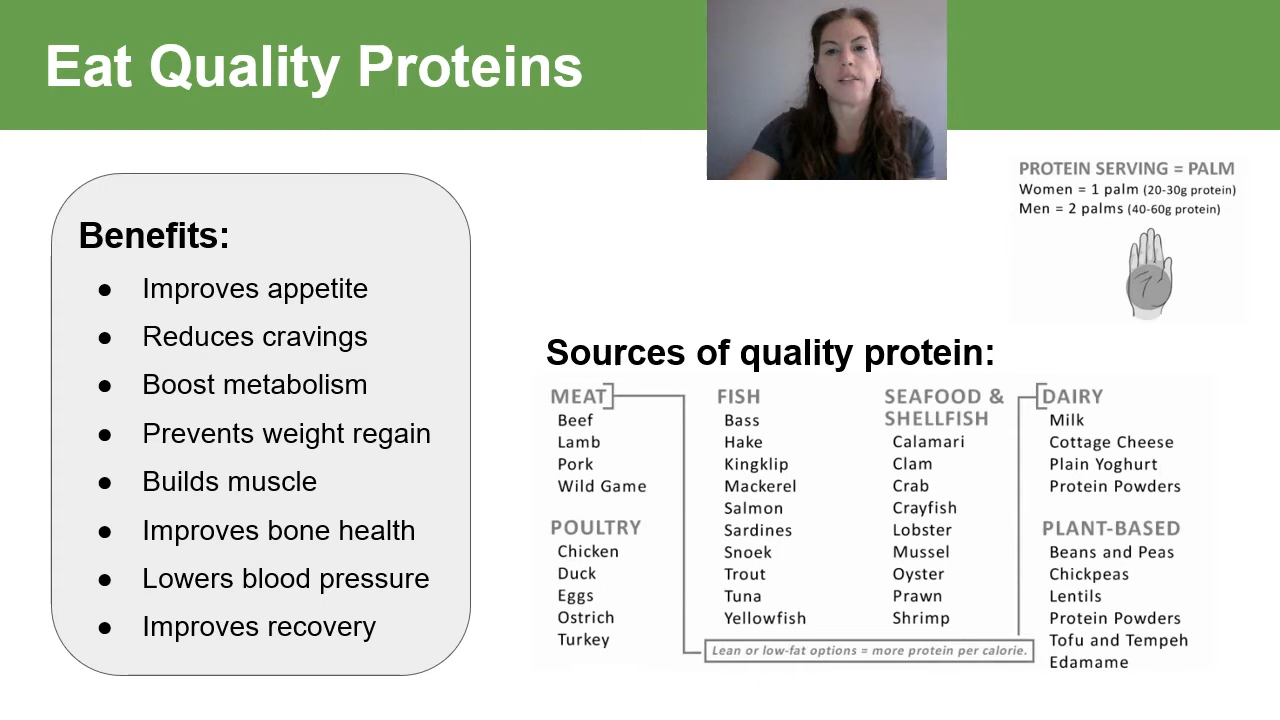 Eat Quality Proteins
PROTEIN SERVING = PALM
Women = 1 palm (20-30g protein)
Men = 2 palms (40-60g protein)
Benefits:
● Improves appetite
● Reduces cravings
● Boost metabolism
● Prevents weight regain
● Builds muscle
● Improves bone health
● Lowers blood pressure
● Improves recovery
Sources of quality protein:
MEAT
Beef
Lamb
Pork
Wild Game
POULTRY
Chicken
Duck
Eggs
Ostrich
Turkey
FISH
Bass
Hake
Kingklip
Mackerel
Salmon
Sardines
Snoek
Trout
Tuna
Yellowfish
SEAFOOD &
SHELLFISH
Calamari
Clam
Crab
Crayfish
Lobster
Mussel
Oyster
Prawn
Shrimp
DAIRY
Milk
Cottage Cheese
Plain Yoghurt
Protein Powders
PLANT-BASED
Beans and Peas
Chickpeas
Lentils
Protein Powders
Tofu and Tempeh
Edamame
Lean or low-fat options = more protein per calorie.